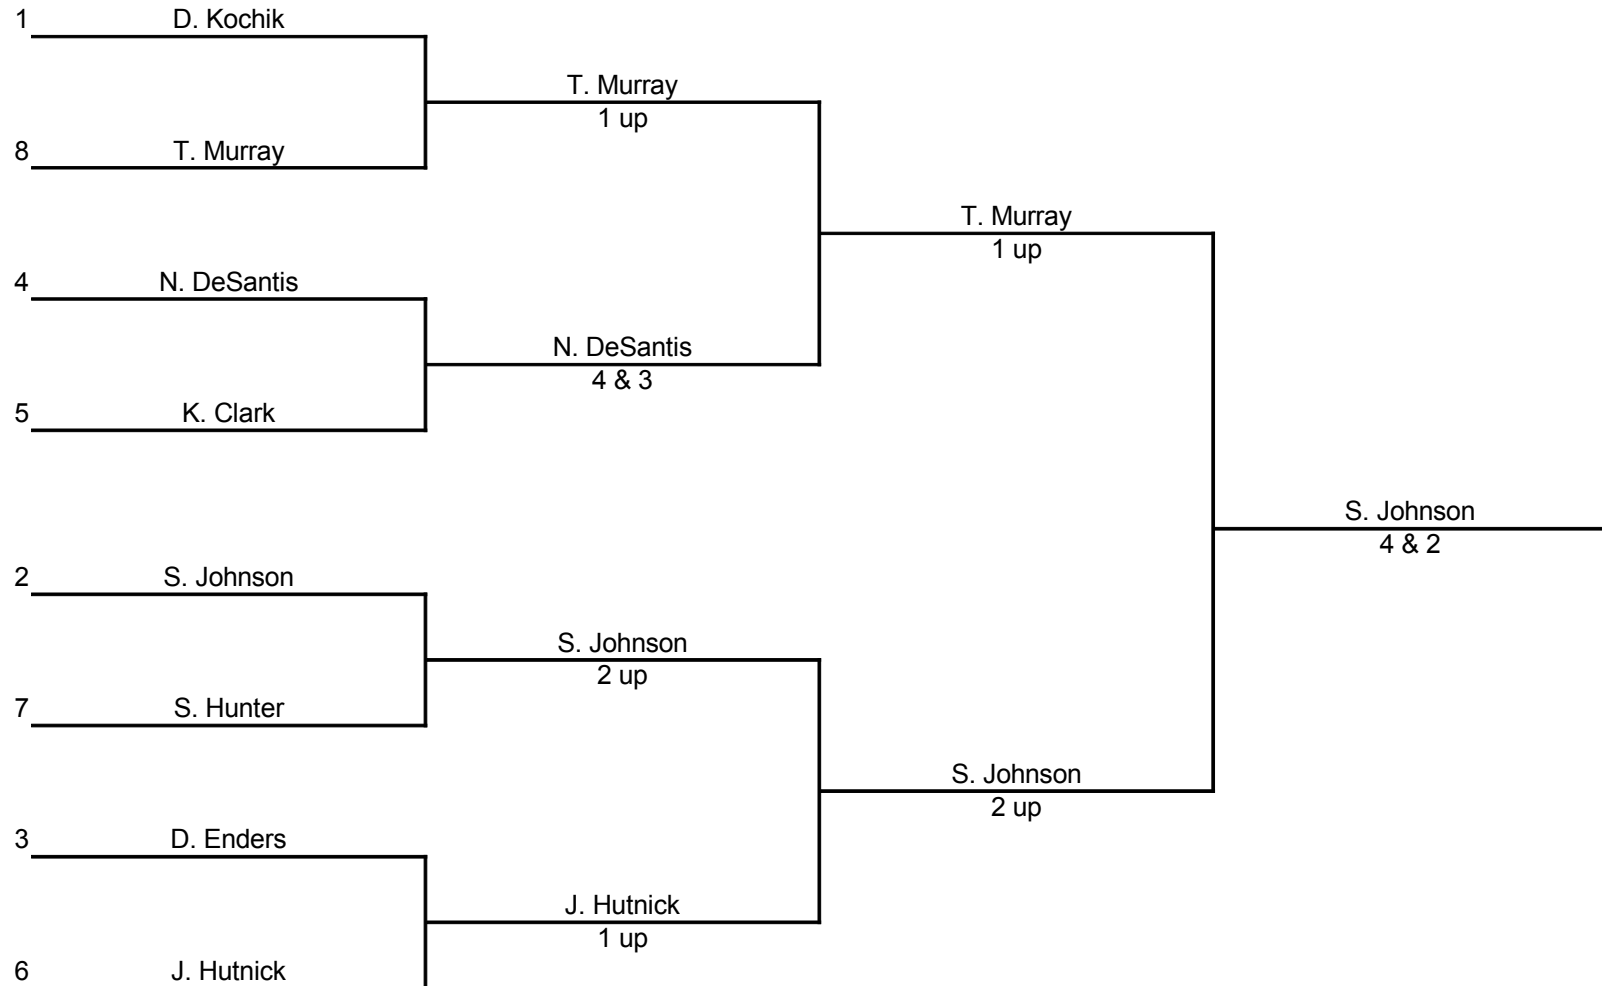 1 D. Kochik
T. Murray
1 up
8 T. Murray
T. Murray
1 up
4 N. DeSantis
N. DeSantis
4 & 3
5 K. Clark
S. Johnson
4 & 2
2 S. Johnson
S. Johnson
2 up
7 S. Hunter
S. Johnson
2 up
3 D. Enders
J. Hutnick
1 up
6 J. Hutnick